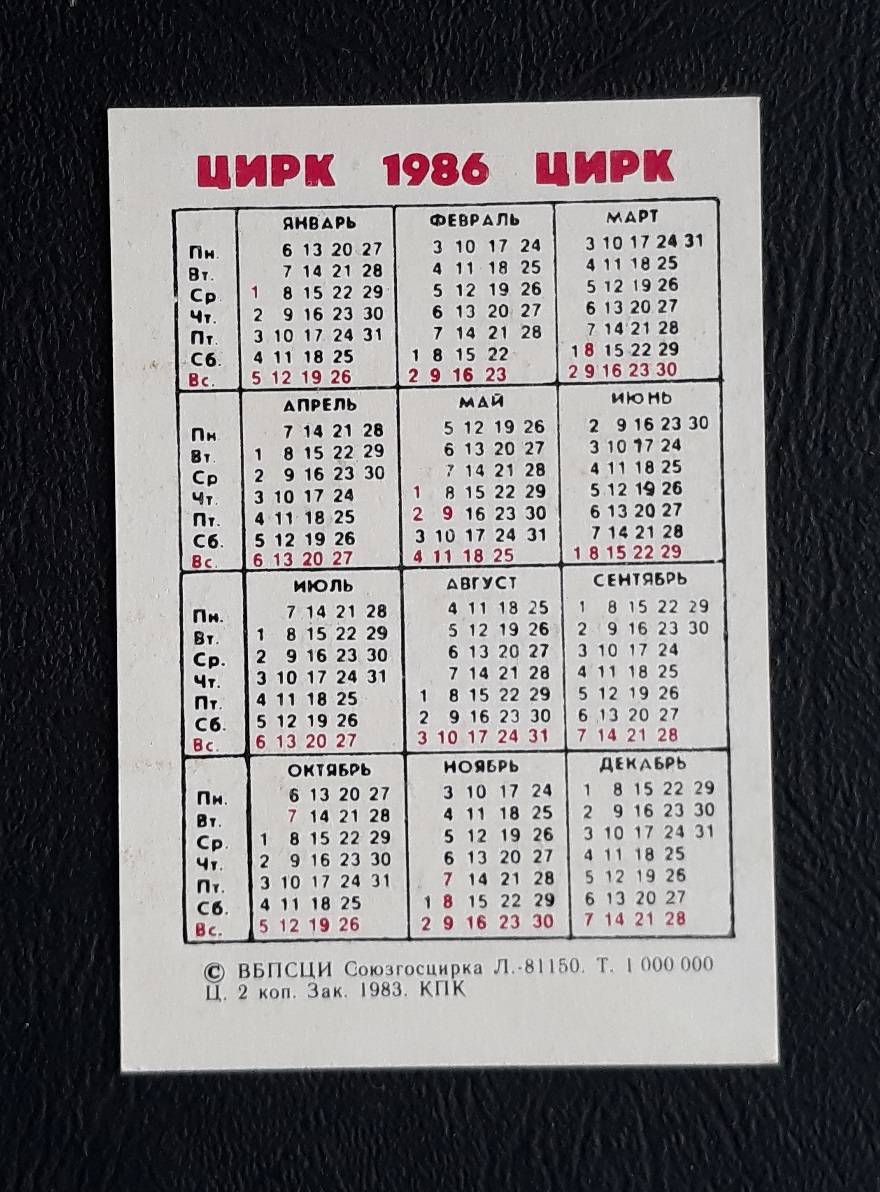 ЦИРК 1986 ЦИРК
ЯНВАРЬ ФЕВРАЛЬ МАРТ
Пн. 6 13 20 27 3 10 17 24 3 10 17 24 31
Вт. 7 14 21 28 4 11 18 25 4 11 18 25
Ср 1 8 15 22 29 5 12 19 26 5 12 19 26
Чт. 2 9 16 23 30 6 13 20 27 6 13 20 27
Пт. 3 10 17 24 31 7 14 21 28 7 14 21 28
Сб. 4 11 18 25 1 8 15 22 1 8 15 22 29
Вс. 5 12 19 26 2 9 16 23 2 9 16 23 30
АПРЕЛЬ МАЙ ИЮНЬ
Пн 7 14 21 28 5 12 19 26 2 9 16 23 30
Вт. 1 8 15 22 29 6 13 20 27 3 10 17 24
Ср 2 9 16 23 30 7 14 21 28 4 11 18 25
Чт. 3 10 17 24 1 8 15 22 29 5 12 19 26
Пт. 4 11 18 25 2 9 16 23 30 6 13 20 27
Сб. 5 12 19 26 3 10 17 24 31 7 14 21 28
Вс. 6 13 20 27 4 11 18 25 1 8 15 22 29
ИЮЛЬ АВГУСТ СЕНТЯБРЬ
Пн. 7 14 21 28 4 11 18 25 1 8 15 22 29
Вт. 1 8 15 22 29 5 12 19 26 2 9 16 23 30
Ср. 2 9 16 23 30 6 13 20 27 3 10 17 24
Чт. 3 10 17 24 31 7 14 21 28 4 11 18 25
Пт. 4 11 18 25 1 8 15 22 29 5 12 19 26
Сб. 5 12 19 26 2 9 16 23 30 6 13 20 27
Вс. 6 13 20 27 3 10 17 24 31 7 14 21 28
ОКТЯБРЬ НОЯБРЬ ДЕКАБРЬ
Пн. 6 13 20 27 3 10 17 24 1 8 15 22 29
Вт. 7 14 21 28 4 11 18 25 2 9 16 23 30
Ср. 1 8 15 22 29 5 12 19 26 3 10 17 24 31
Чт. 2 9 16 23 30 6 13 20 27 4 11 18 25
Пт. 3 10 17 24 31 7 14 21 28 5 12 19 26
Сб. 4 11 18 25 1 8 15 22 29 6 13 20 27
Вс. 5 12 19 26 2 9 16 23 30 7 14 21 28
© ВБПСЦИ Союзгосцирка Л.-81150. Т. 1 000 000
Ц. 2 коп. Зак. 1983. КПК